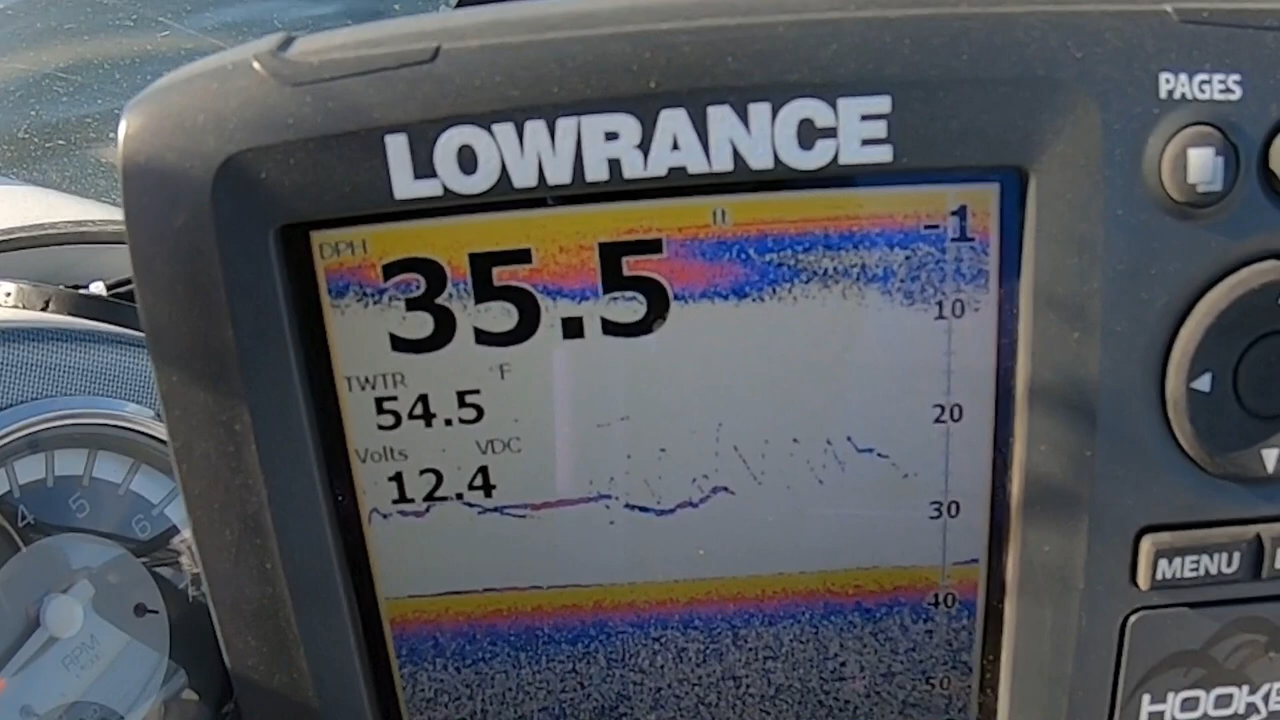 PAGES
LOWRANCE
ft
-1
DPH
35.5
10
°F
TWTR
54.5
20
Volts VDC
12.4
30
4 5 6
MENU
40
RPM
50